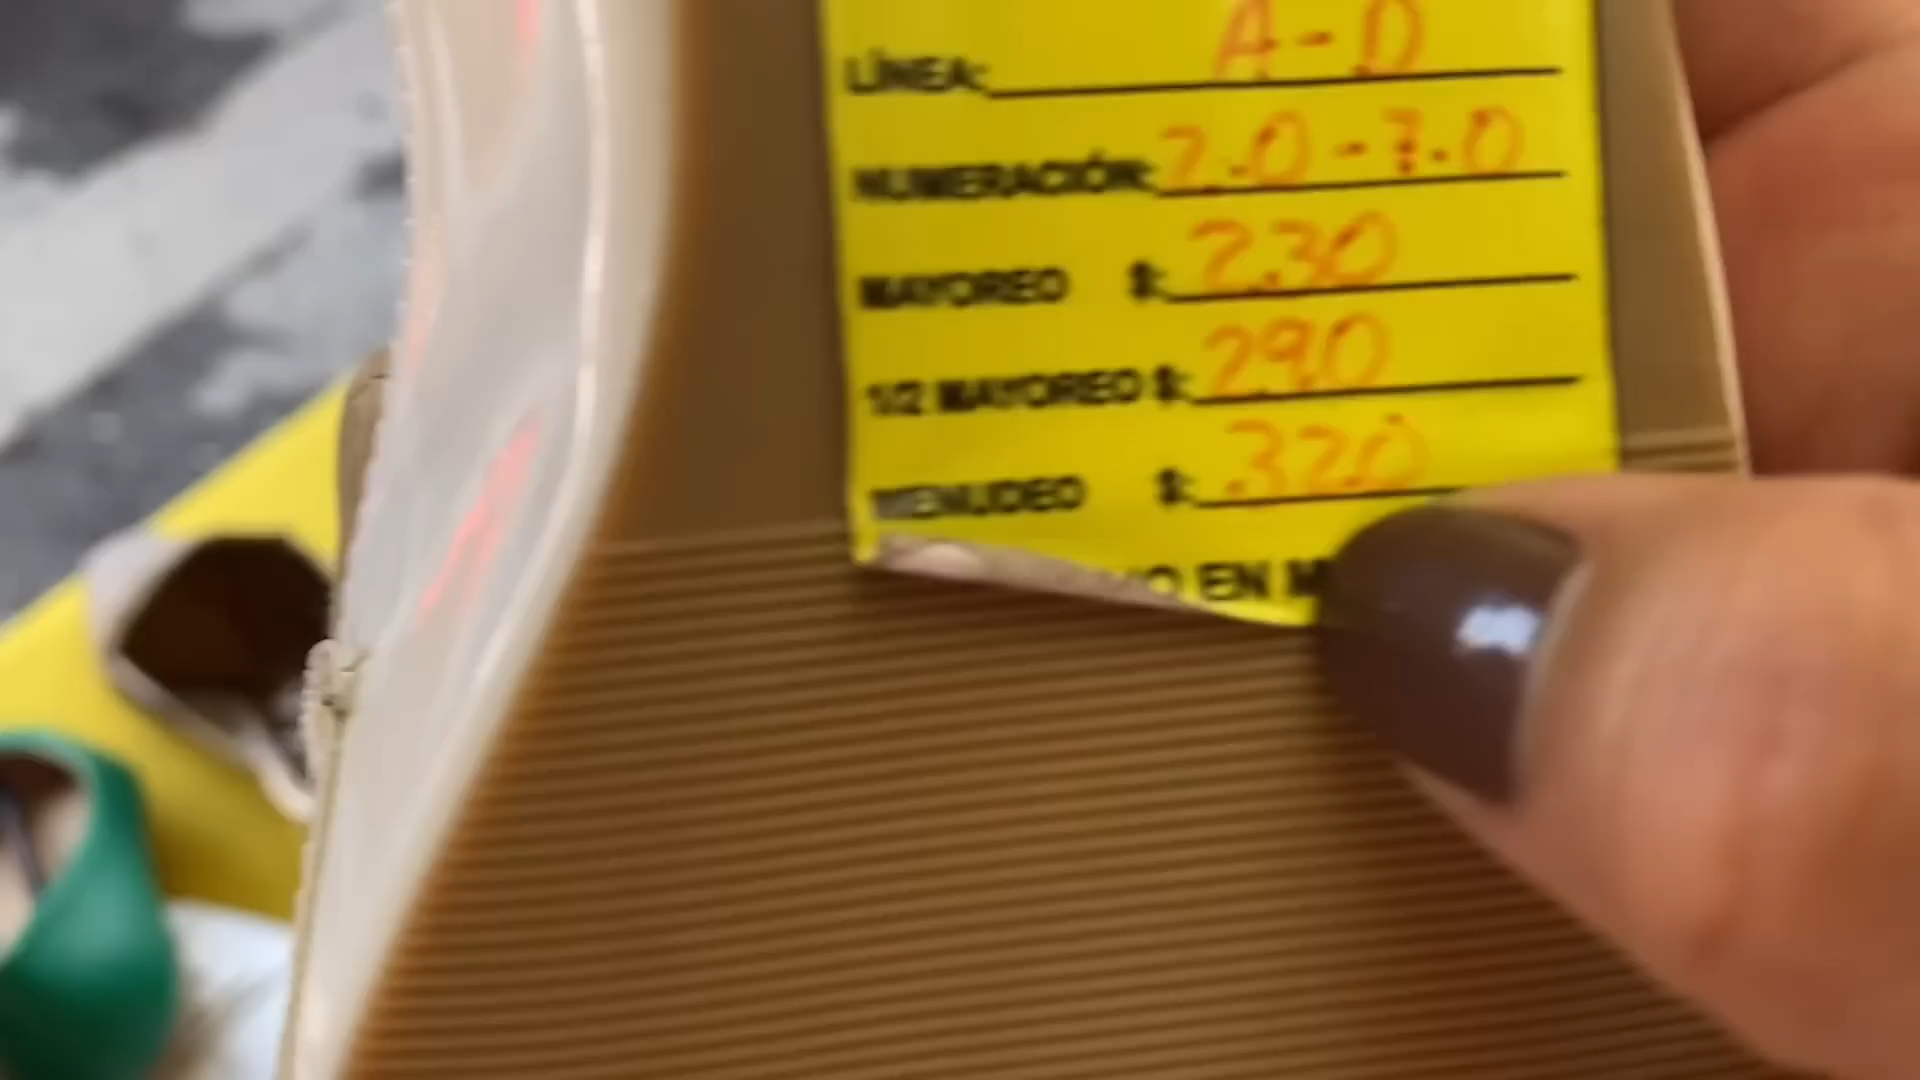 LÍNEA: A-D
NUMERACIÓN: 2.0-7.0
MAYOREO $: 230
1/2 MAYOREO $: 290
MENUDEO $: 320
EN